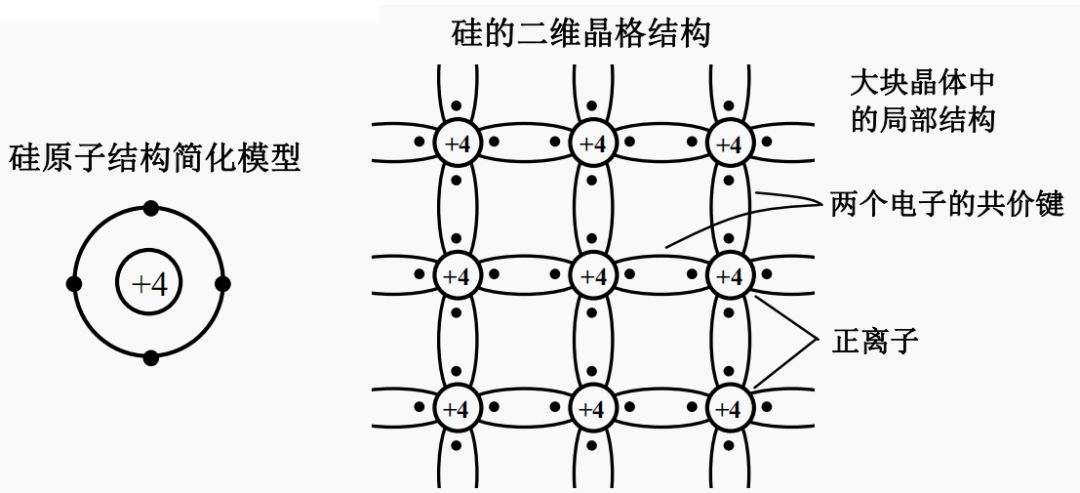 硅的二维晶格结构
大块晶体中
的局部结构
硅原子结构简化模型
+4
+4 +4 +4
+4 +4 +4
+4 +4 +4
两个电子的共价键
正离子